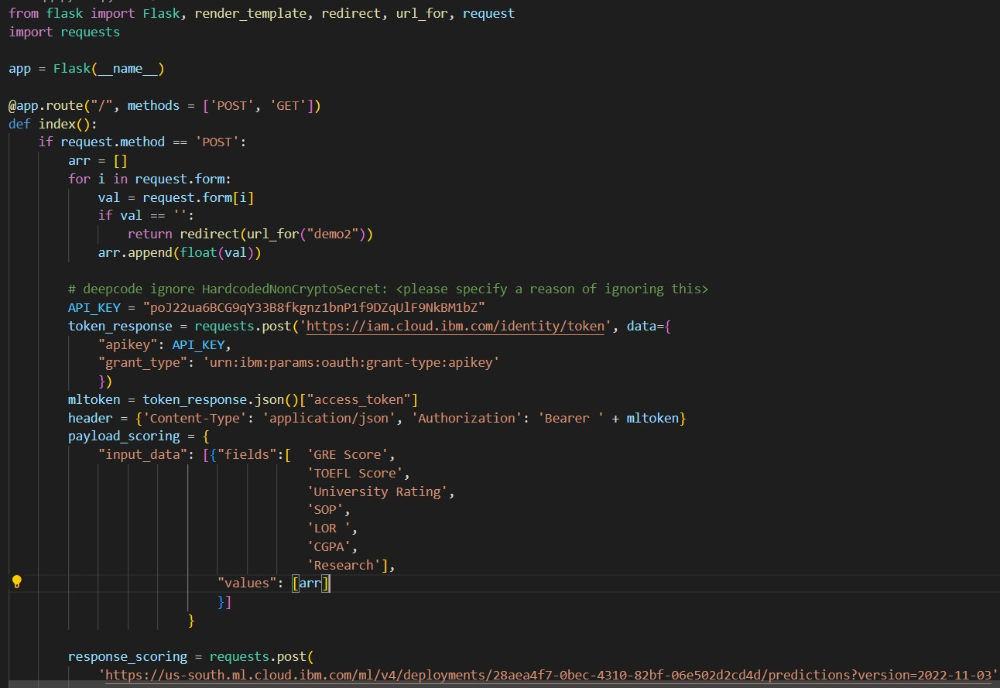 from flask import Flask, render_template, redirect, url_for, request
import requests
app = Flask(__name__)
@app.route("/", methods = ['POST', 'GET'])
def index():
if request.method == 'POST':
arr = []
for i in request.form:
val = request.form[i]
if val == '':
return redirect(url_for("demo2"))
arr.append(float(val))
# deepcode ignore HardcodedNonCryptoSecret: <please specify a reason of ignoring this>
API_KEY = "poJ22ua6BCG9qY33B8fkgnz1bnP1f9DZqUlF9NkBM1bZ"
token_response = requests.post('https://iam.cloud.ibm.com/identity/token', data={
"apikey": API_KEY,
"grant_type": 'urn:ibm:params:oauth:grant-type:apikey'
})
mltoken = token_response.json()["access_token"]
header = {'Content-Type': 'application/json', 'Authorization': 'Bearer ' + mltoken}
payload_scoring = {
"input_data": [{"fields":[ 'GRE Score',
'TOEFL Score',
'University Rating',
'SOP',
'LOR ',
'CGPA',
'Research'],
"values": [arr]
}]
}
response_scoring = requests.post(
'https://us-south.ml.cloud.ibm.com/ml/v4/deployments/28aea4f7-0bec-4310-82bf-06e502d2cd4d/predictions?version=2022-11-03'